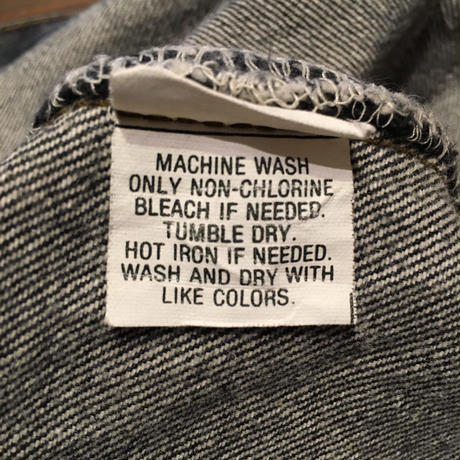 MACHINE WASH
ONLY NON-CHLORINE
BLEACH IF NEEDED.
TUMBLE DRY.
HOT IRON IF NEEDED.
WASH AND DRY WITH
LIKE COLORS.